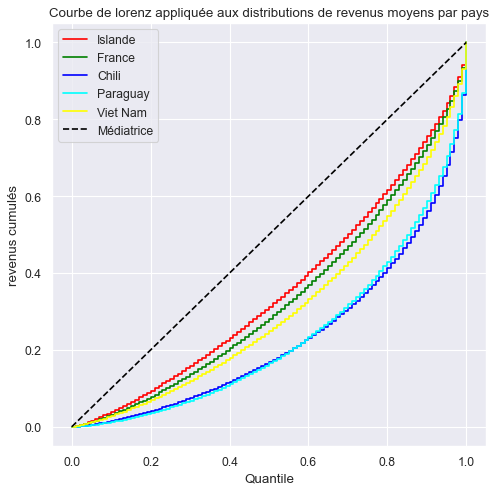 Courbe de lorenz appliquée aux distributions de revenus moyens par pays
Islande
France
Chili
Paraguay
Viet Nam
Médiatrice
revenus cumulés
1.0
0.8
0.6
0.4
0.2
0.0
0.0 0.2 0.4 0.6 0.8 1.0
Quantile